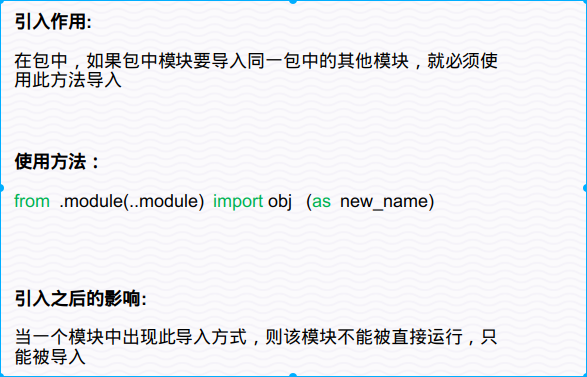 引入作用:
在包中，如果包中模块要导入同一包中的其他模块，就必须使
用此方法导入
使用方法：
from .module(..module) import obj (as new_name)
引入之后的影响:
当一个模块中出现此导入方式，则该模块不能被直接运行，只
能被导入